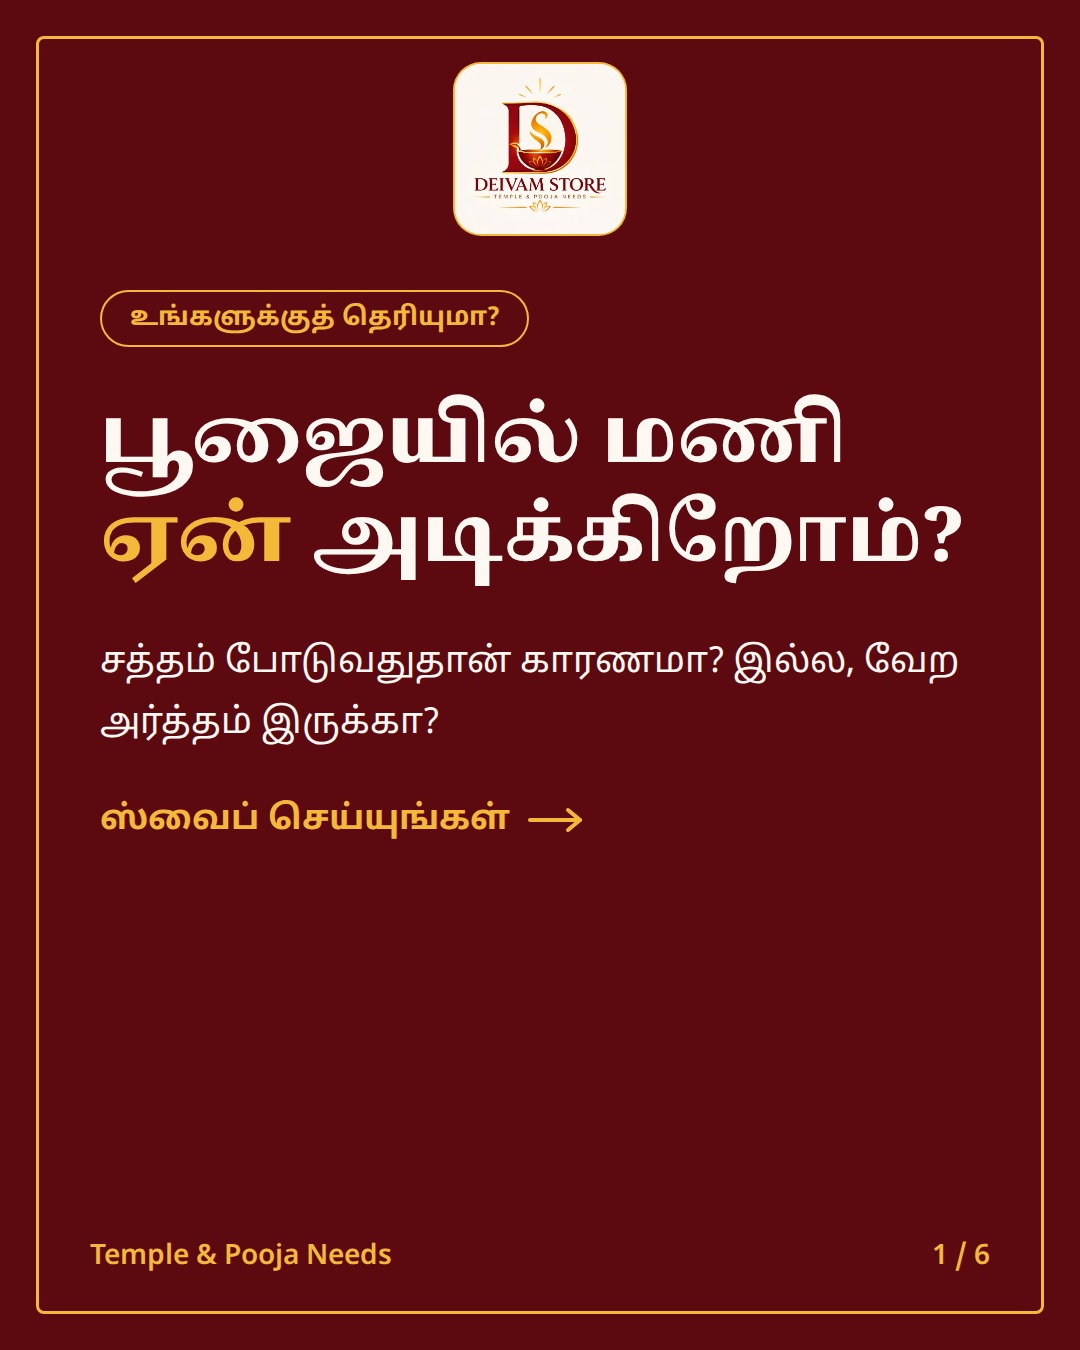 DEIVAM STORE
TEMPLE & POOJA NEEDS
உங்களுக்குத் தெரியுமா?
பூஜையில் மணி
ஏன் அடிக்கிறோம்?
சத்தம் போடுவதுதான் காரணமா? இல்ல, வேற
அர்த்தம் இருக்கா?
ஸ்வைப் செய்யுங்கள் →
Temple & Pooja Needs
1 / 6